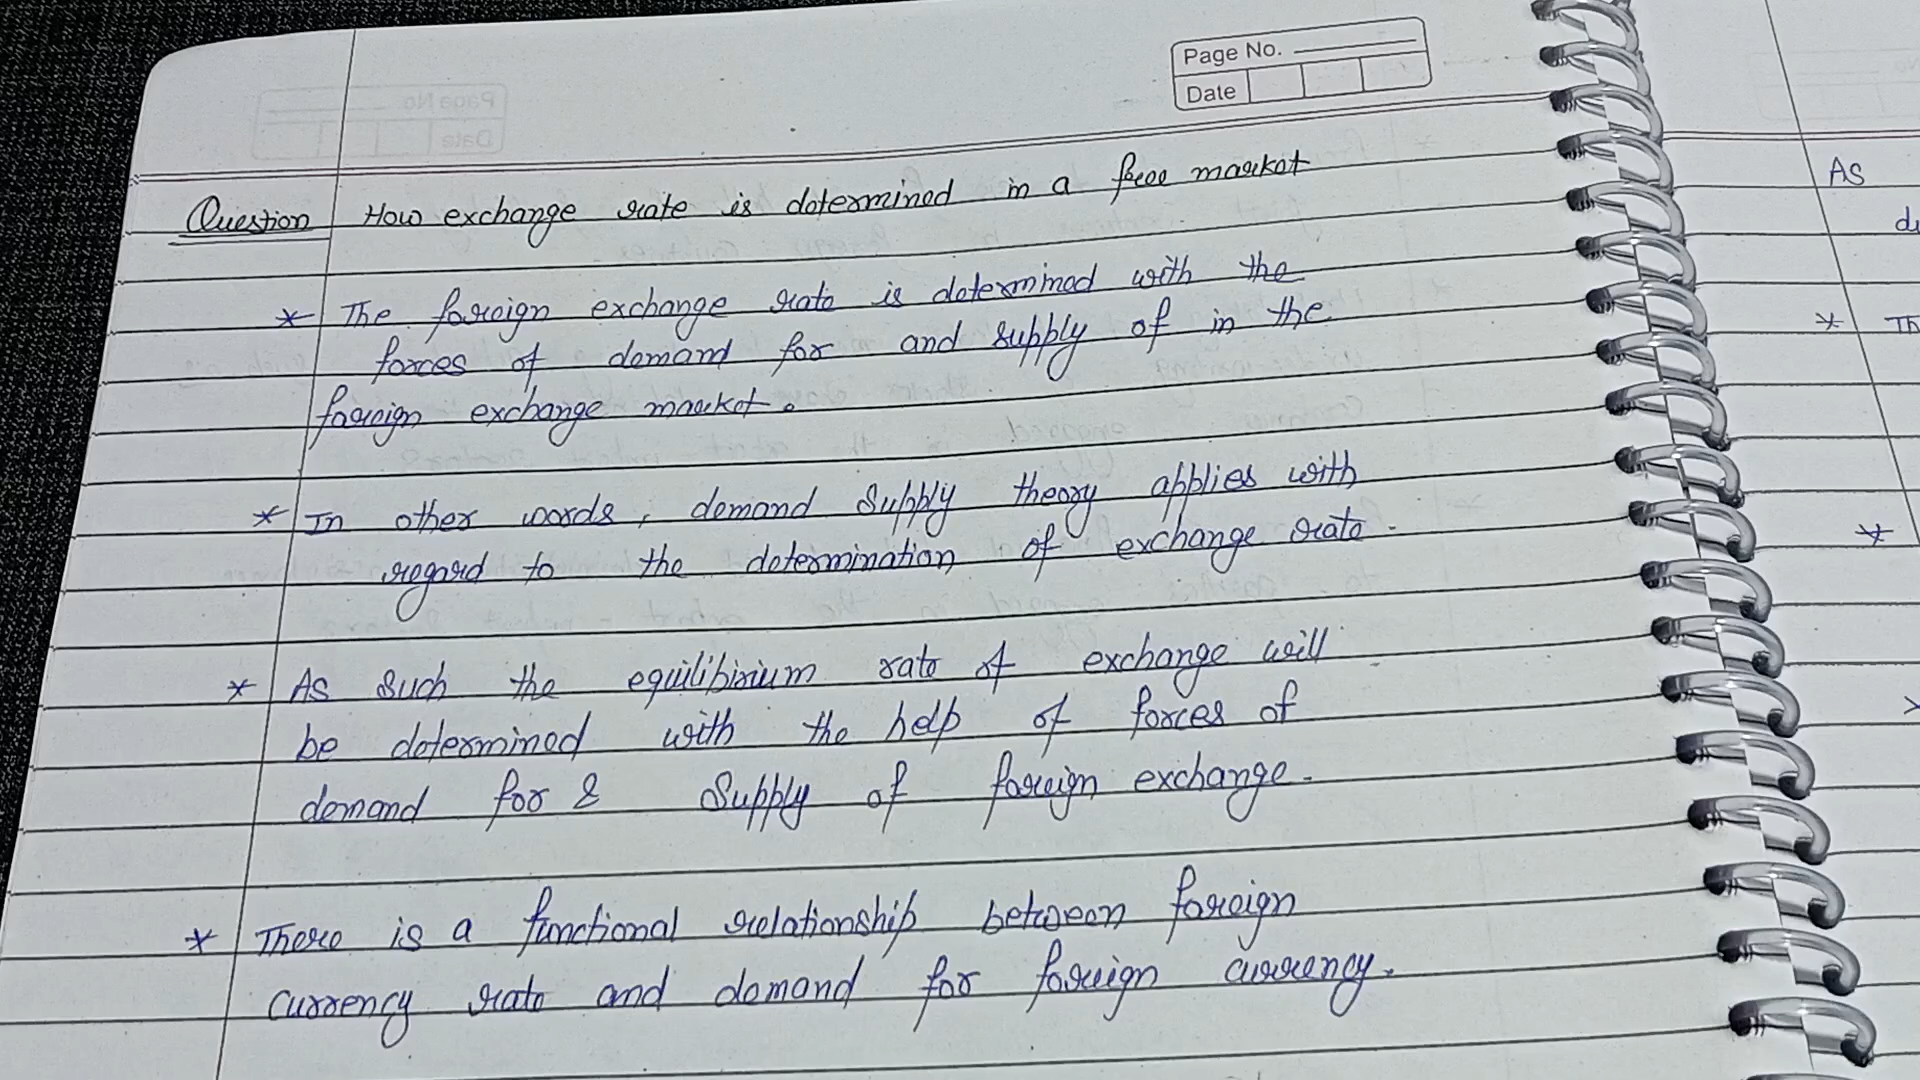 Page No.
Date
Question How exchange rate is determined in a free market
* The foreign exchange rate is determined with the
forces of demand for and supply of in the
foreign exchange market.
* In other words, demand supply theory applies with
regard to the determination of exchange rate.
* As such the equilibirium rate of exchange will
be determined with the help of forces of
demand for & supply of foreign exchange.
* There is a functional relationship between foreign
currency rate and demand for foreign currency.
As
* Th
*